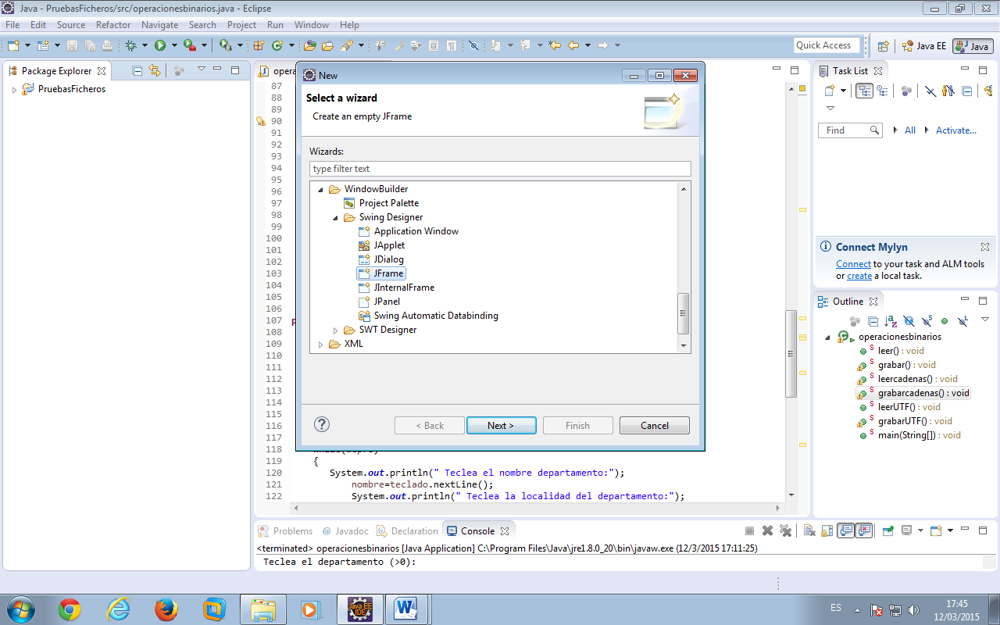 Java - PruebasFicheros/src/operacionesbinarios.java - Eclipse
File Edit Source Refactor Navigate Search Project Run Window Help
Quick Access
Java EE
Java
Package Explorer
PruebasFicheros
opera
87
88
89
90
91
92
93
94
95
96
97
98
99
100
101
102
103
104
105
106
107 p
108
109
110
111
112
113
114
115
116
117
118
119 {
120 System.out.println(" Teclea el nombre departamento:");
121 nombre=teclado.nextLine();
122 System.out.println(" Teclea la localidad del departamento:");
New
Select a wizard
Create an empty JFrame
Wizards:
type filter text
WindowBuilder
Project Palette
Swing Designer
Application Window
JApplet
JDialog
JFrame
JInternalFrame
JPanel
Swing Automatic Databinding
SWT Designer
XML
< Back
Next >
Finish
Cancel
Task List
Find
All
Activate...
Connect Mylyn
Connect to your task and ALM tools
or create a local task.
Outline
operacionesbinarios
leer() : void
grabar() : void
leercadenas() : void
grabarcadenas() : void
leerUTF() : void
grabarUTF() : void
main(String[]) : void
Problems @ Javadoc Declaration Console
<terminated> operacionesbinarios [Java Application] C:\Program Files\Java\jre1.8.0_20\bin\javaw.exe (12/3/2015 17:11:25)
Teclea el departamento (>0):
Java EE
IDE
ES
17:45
12/03/2015